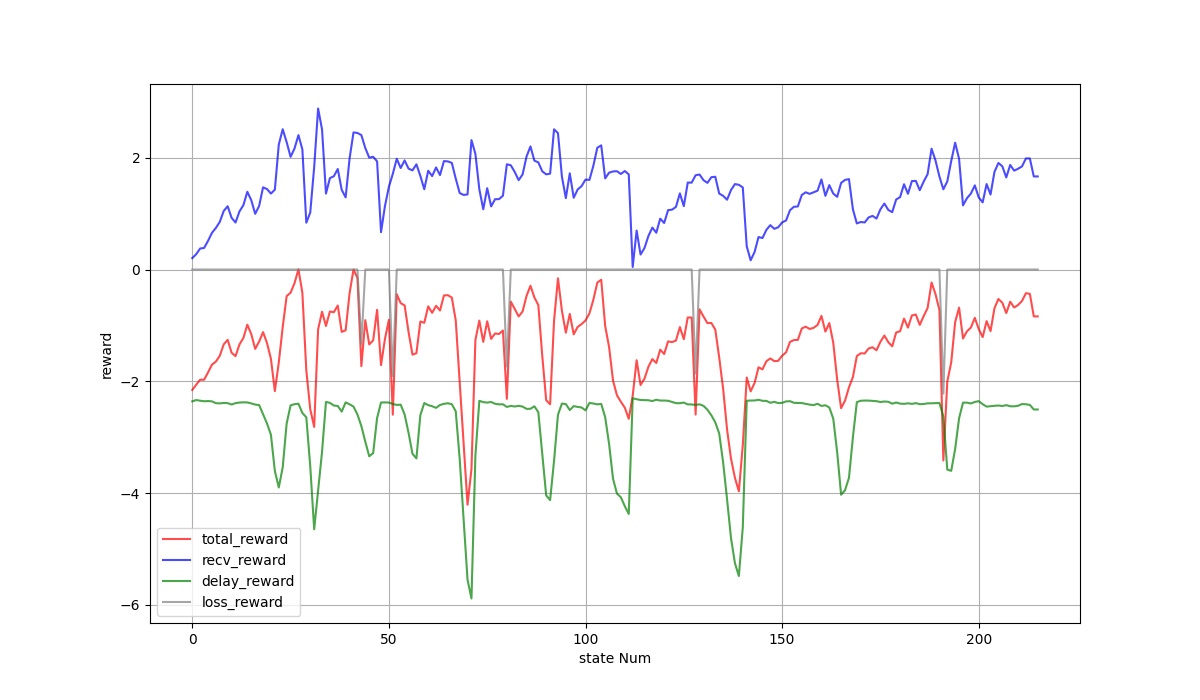 2
0
−2
−4
−6
reward
total_reward
recv_reward
delay_reward
loss_reward
0 50 100 150 200
state Num